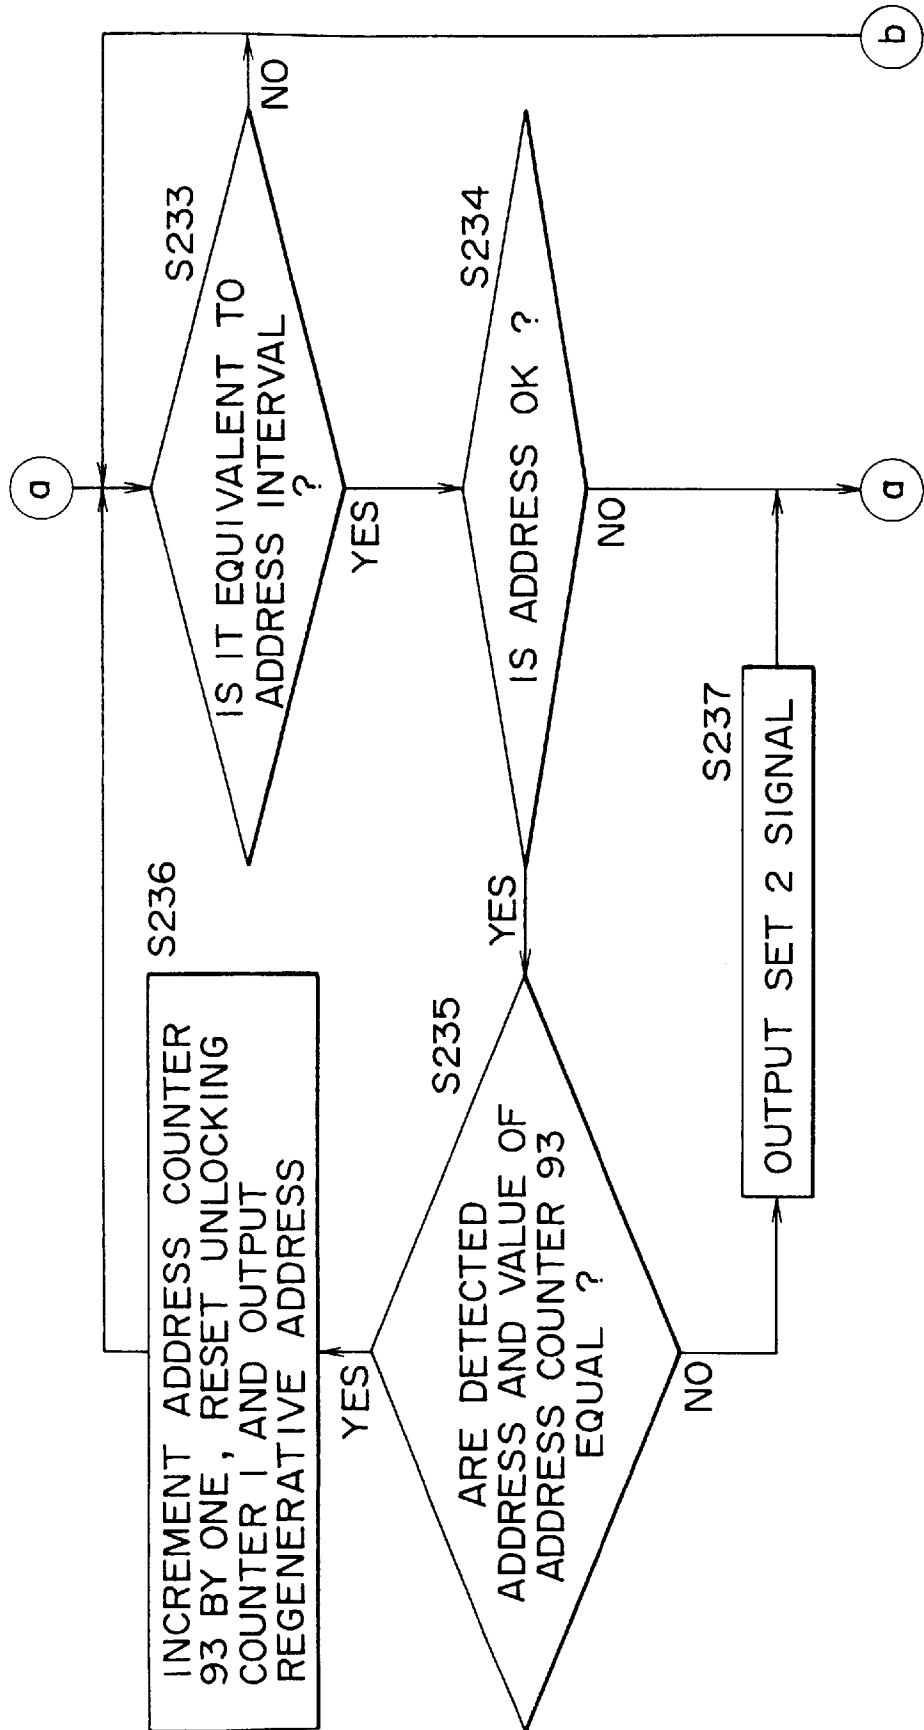 a
IS IT EQUIVALENT TO
ADDRESS INTERVAL
?
S233
NO
YES
IS ADDRESS OK ?
S234
YES
NO
ARE DETECTED
ADDRESS AND VALUE OF
ADDRESS COUNTER 93
EQUAL ?
S235
YES
NO
INCREMENT ADDRESS COUNTER
93 BY ONE, RESET UNLOCKING
COUNTER 1 AND OUTPUT
REGENERATIVE ADDRESS
S236
OUTPUT SET 2 SIGNAL
S237
a
b